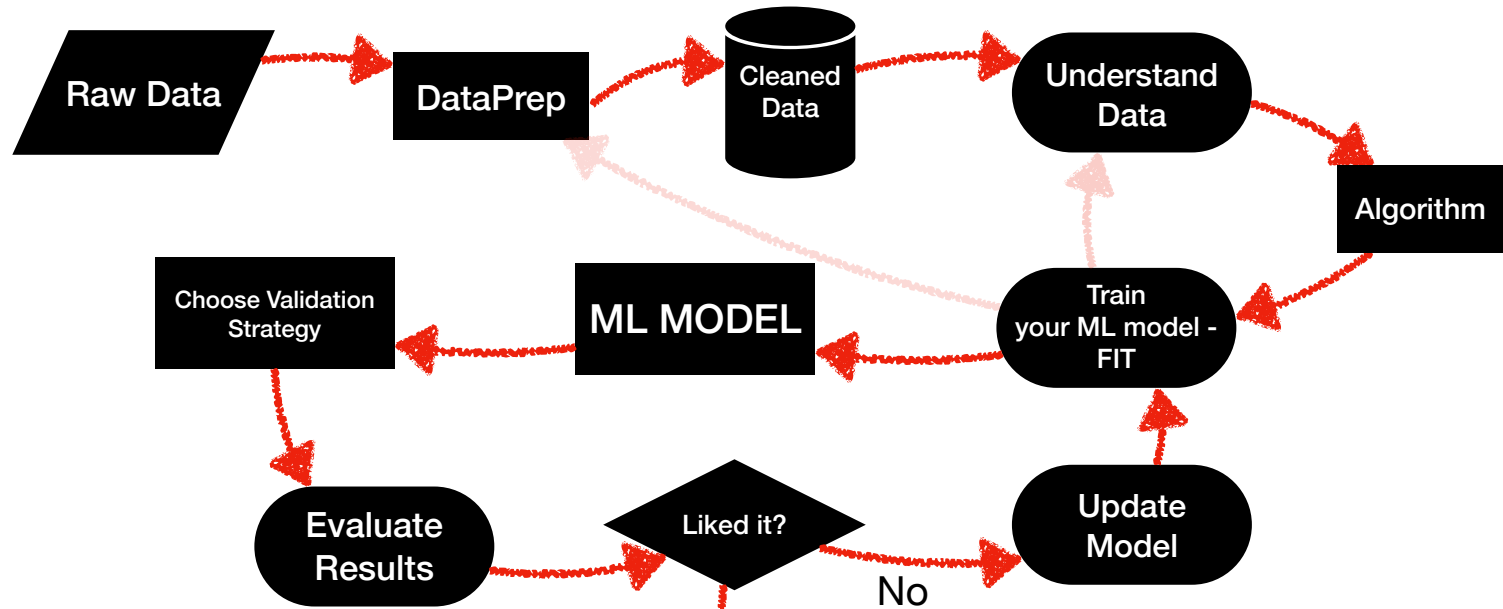 Raw Data
DataPrep
Cleaned
Data
Understand
Data
Algorithm
Choose Validation
Strategy
ML MODEL
Train
your ML model -
FIT
Evaluate
Results
Liked it?
No
Update
Model